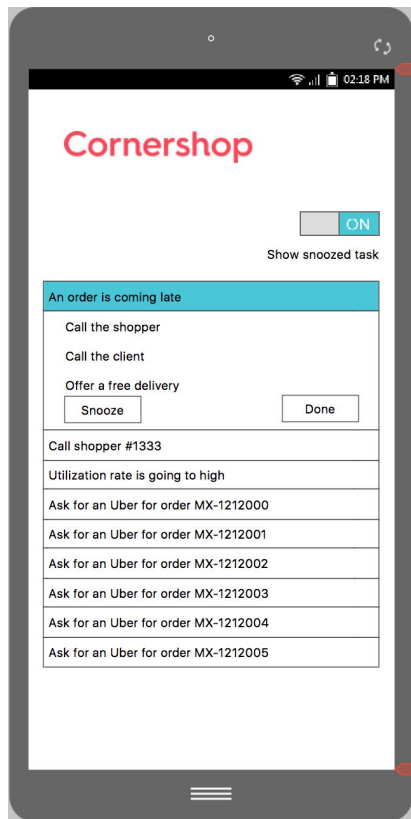 02:18 PM
Cornershop
ON
Show snoozed task
An order is coming late
Call the shopper
Call the client
Offer a free delivery
Snooze Done
Call shopper #1333
Utilization rate is going to high
Ask for an Uber for order MX-1212000
Ask for an Uber for order MX-1212001
Ask for an Uber for order MX-1212002
Ask for an Uber for order MX-1212003
Ask for an Uber for order MX-1212004
Ask for an Uber for order MX-1212005